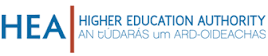 HEA
HIGHER EDUCATION AUTHORITY
AN tÚDARÁS um ARD-OIDEACHAS